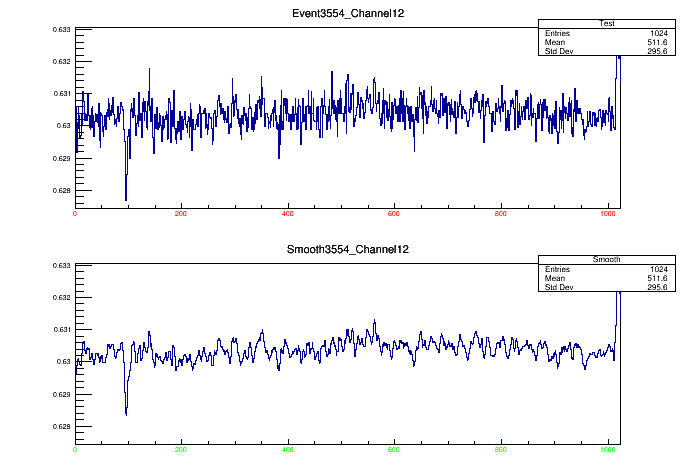 Event3554_Channel12
Test
Entries 1024
Mean 511.6
Std Dev 295.6
0.633
0.632
0.631
0.63
0.629
0.628
0 200 400 600 800 1000
Smooth3554_Channel12
Smooth
Entries 1024
Mean 511.6
Std Dev 295.6
0.633
0.632
0.631
0.63
0.629
0.628
0 200 400 600 800 1000